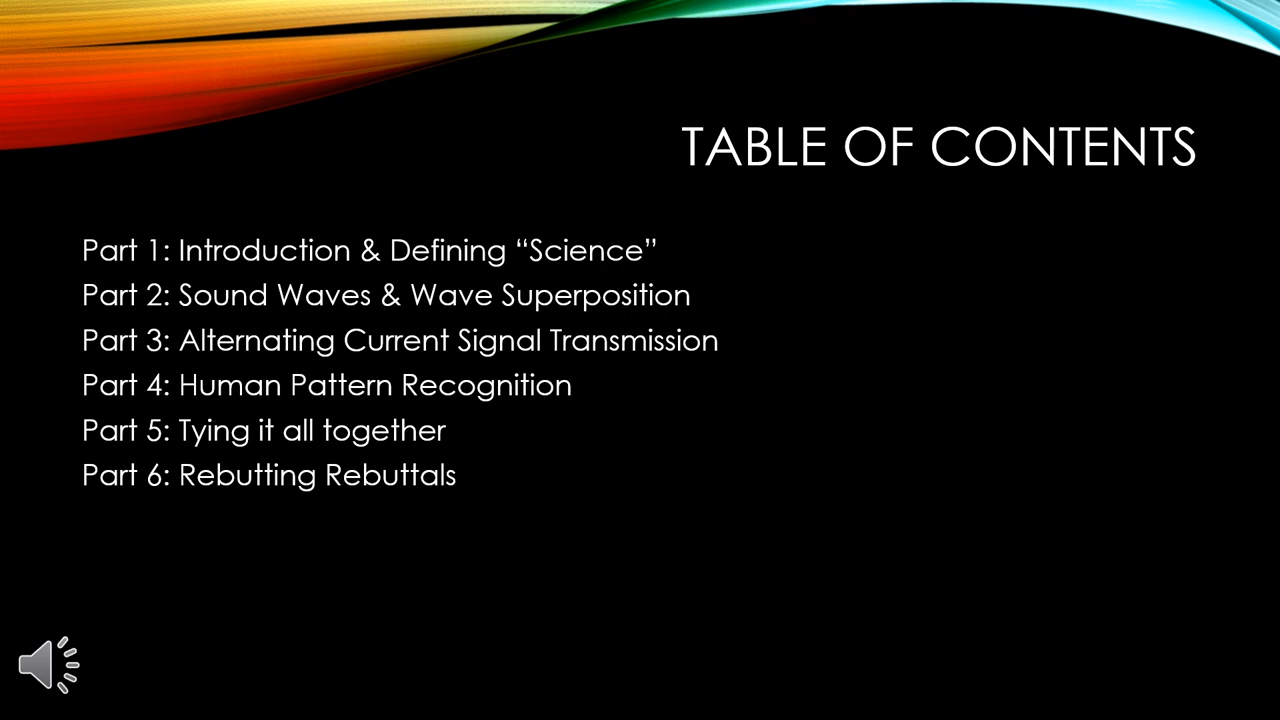 TABLE OF CONTENTS
Part 1: Introduction & Defining “Science”
Part 2: Sound Waves & Wave Superposition
Part 3: Alternating Current Signal Transmission
Part 4: Human Pattern Recognition
Part 5: Tying it all together
Part 6: Rebutting Rebuttals